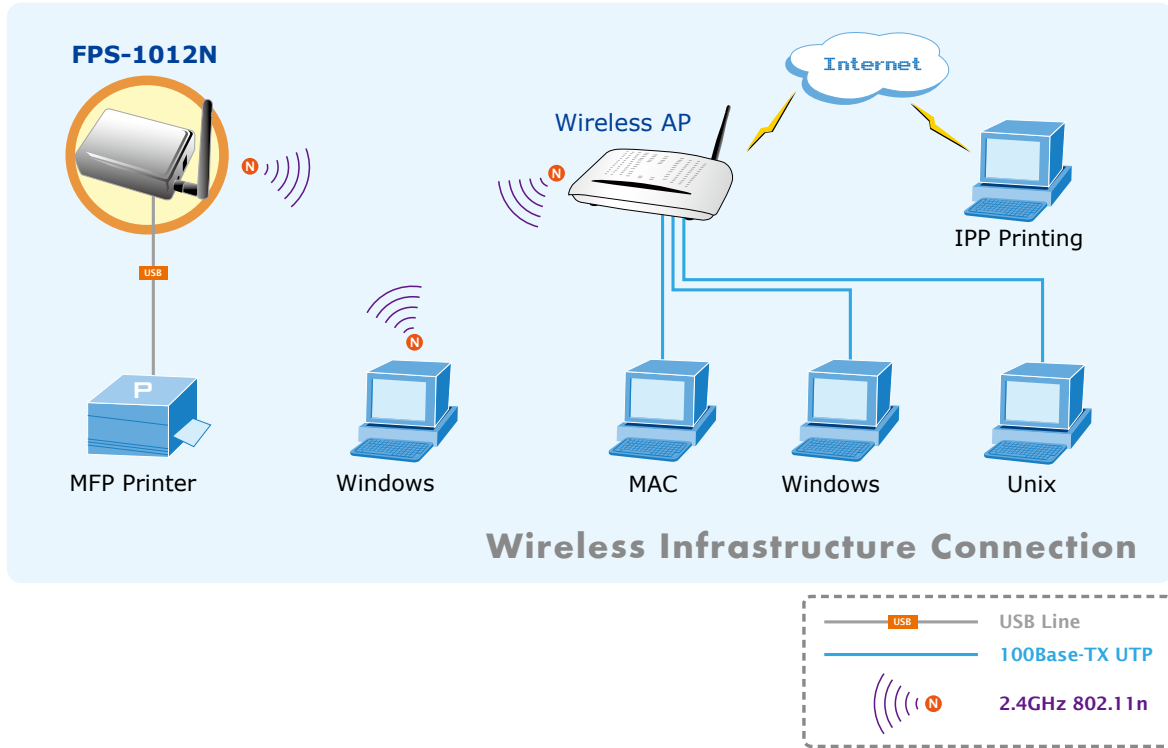 FPS-1012N
Internet
Wireless AP
N
N
IPP Printing
USB
N
P
MFP Printer
Windows
MAC
Windows
Unix
Wireless Infrastructure Connection
USB
USB Line
100Base-TX UTP
N
2.4GHz 802.11n